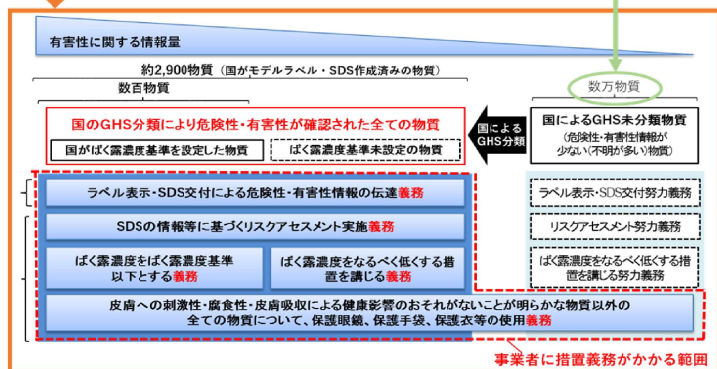 有害性に関する情報量
約2,900物質（国がモデルラベル・SDS作成済みの物質）
数百物質
数万物質
国のGHS分類により危険性・有害性が確認された全ての物質
国がばく露濃度基準を設定した物質
ばく露濃度基準未設定の物質
国による
GHS分類
国によるGHS未分類物質
（危険性・有害性情報が
少ない（不明が多い）物質）
ラベル表示・SDS交付による危険性・有害性情報の伝達義務
ラベル表示・SDS交付努力義務
SDSの情報等に基づくリスクアセスメント実施義務
リスクアセスメント努力義務
ばく露濃度をばく露濃度基準
以下とする義務
ばく露濃度をなるべく低くする措
置を講じる義務
ばく露濃度をなるべく低くする措
置を講じる努力義務
皮膚への刺激性・腐食性・皮膚吸収による健康影響のおそれがないことが明らかな物質以外の
全ての物質について、保護眼鏡、保護手袋、保護衣等の使用義務
事業者に措置義務がかかる範囲